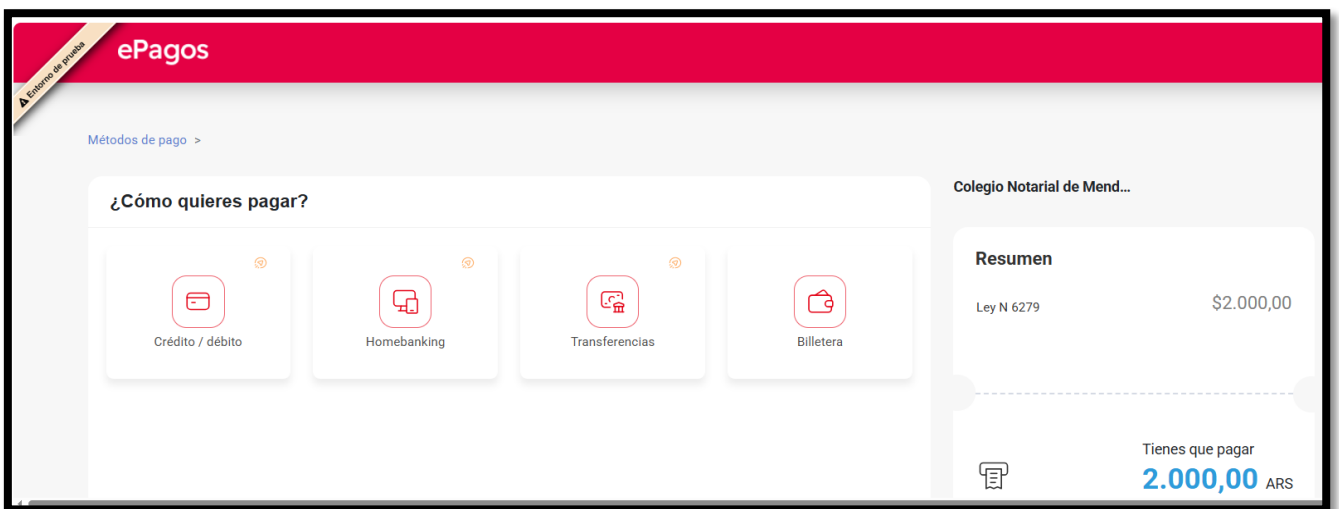 Entorno de prueba
ePagos
Métodos de pago >
¿Cómo quieres pagar?
Crédito / débito
Homebanking
Transferencias
Billetera
Colegio Notarial de Mend...
Resumen
Ley N 6279
$2.000,00
Tienes que pagar
2.000,00 ARS